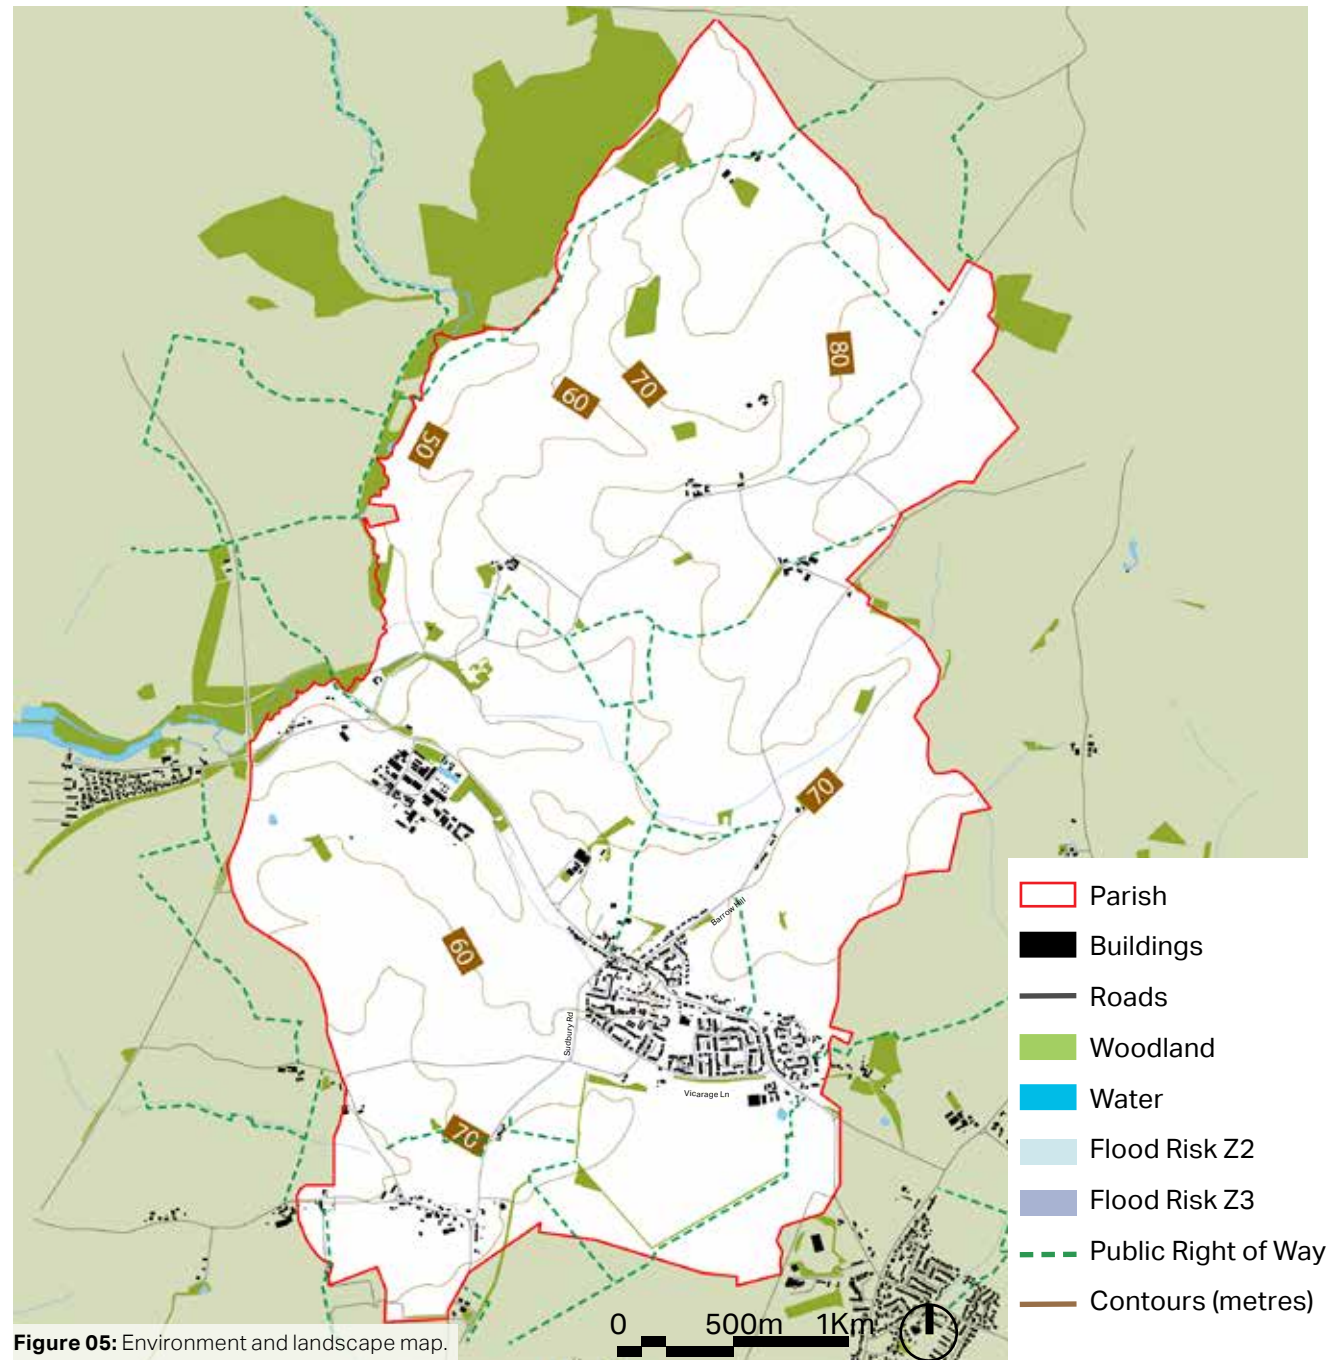 80
70
60
50
70
Barrow Hill
60
Sudbury Rd
Vicarage Ln
70
Parish
Buildings
Roads
Woodland
Water
Flood Risk Z2
Flood Risk Z3
Public Right of Way
Contours (metres)
0 500m 1Km
Figure 05: Environment and landscape map.